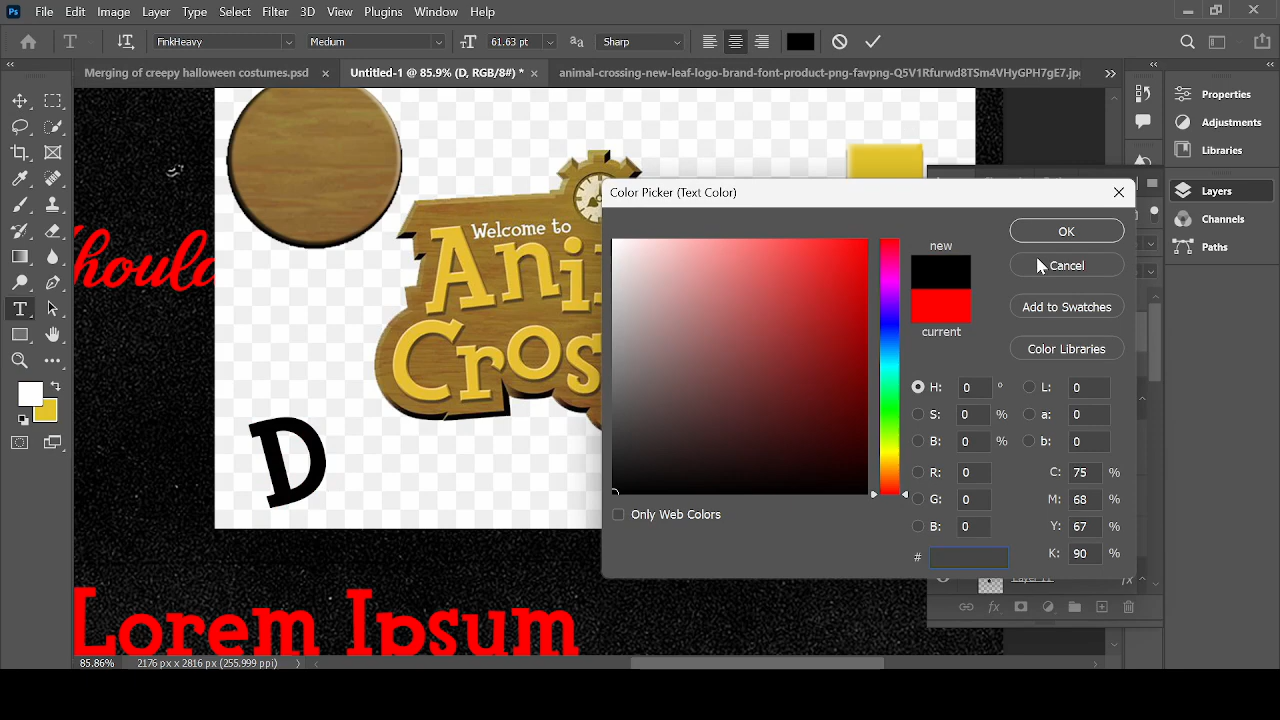 Ps File Edit Image Layer Type Select Filter 3D View Plugins Window Help
T FinkHeavy Medium 61.63 pt Sharp
Merging of creepy halloween costumes.psd × Untitled-1 @ 85.9% (D, RGB/8#) * × animal-crossing-new-leaf-logo-brand-font-product-png-favpng-Q5V1Rfurwd8TSm4VHyGPH7gE7.jp
Properties
Adjustments
Libraries
Layers
Channels
Paths
Color Picker (Text Color)
new
current
OK
Cancel
Add to Swatches
Color Libraries
H: 0 ° L: 0
S: 0 % a: 0
B: 0 % b: 0
R: 0 C: 75 %
G: 0 M: 68 %
B: 0 Y: 67 %
# K: 90 %
Only Web Colors
Welcome to
Ani
Cros
D
Lorem Ipsum
85.86% 2176 px x 2816 px (255.999 ppi)